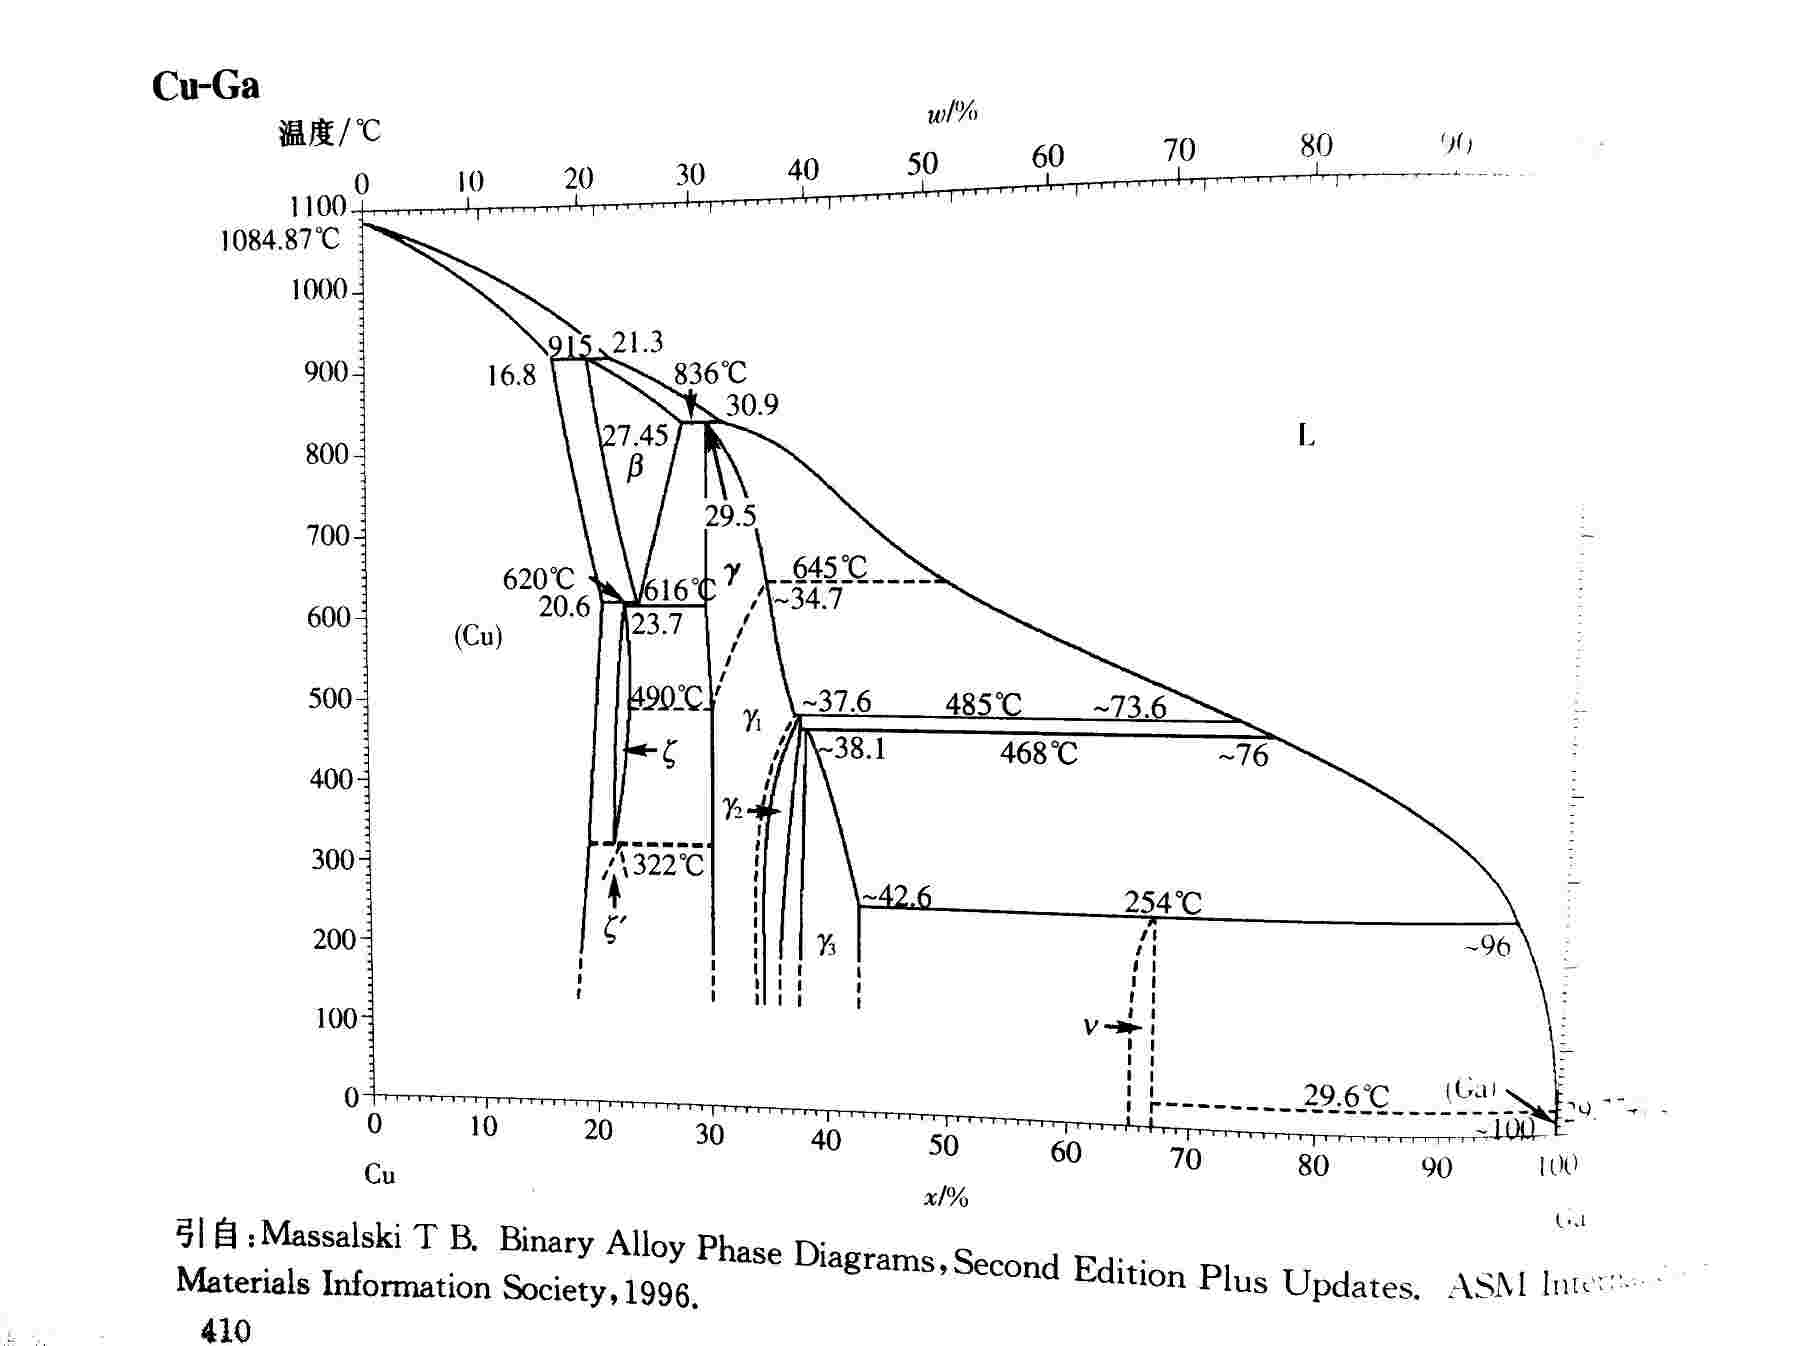 Cu-Ga
w/%
温度/℃
0 10 20 30 40 50 60 70 80 90
1100
1084.87℃
1000
915 21.3
900
16.8
836℃
30.9
27.45
β
L
800
29.5
700
γ
645℃
~34.7
620℃
616℃
20.6
23.7
600
(Cu)
500
490℃
γ₁
~37.6 485℃ ~73.6
ζ
~38.1 468℃ ~76
400
γ₂
300
322℃
~42.6 254℃
ζ′
γ₃
~96
200
100
ν
29.6℃
(Ga)
~100
0
0 10 20 30 40 50 60 70 80 90 100
Cu
x/%
Ga
引自:Massalski T B. Binary Alloy Phase Diagrams,Second Edition Plus Updates. ASM
Materials Information Society,1996.
410